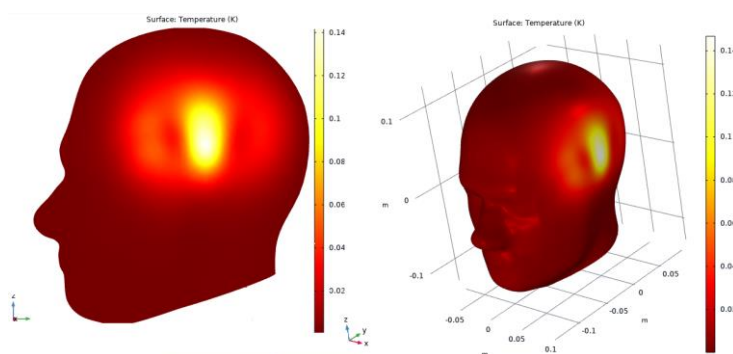 Surface: Temperature (K)
0.14
0.12
0.1
0.08
0.06
0.04
0.02
z
Surface: Temperature (K)
0.1
m
0
-0.1
-0.05
0
0.05
0.1
m
-0.1
-0.05
0
0.05
m
z
y
x